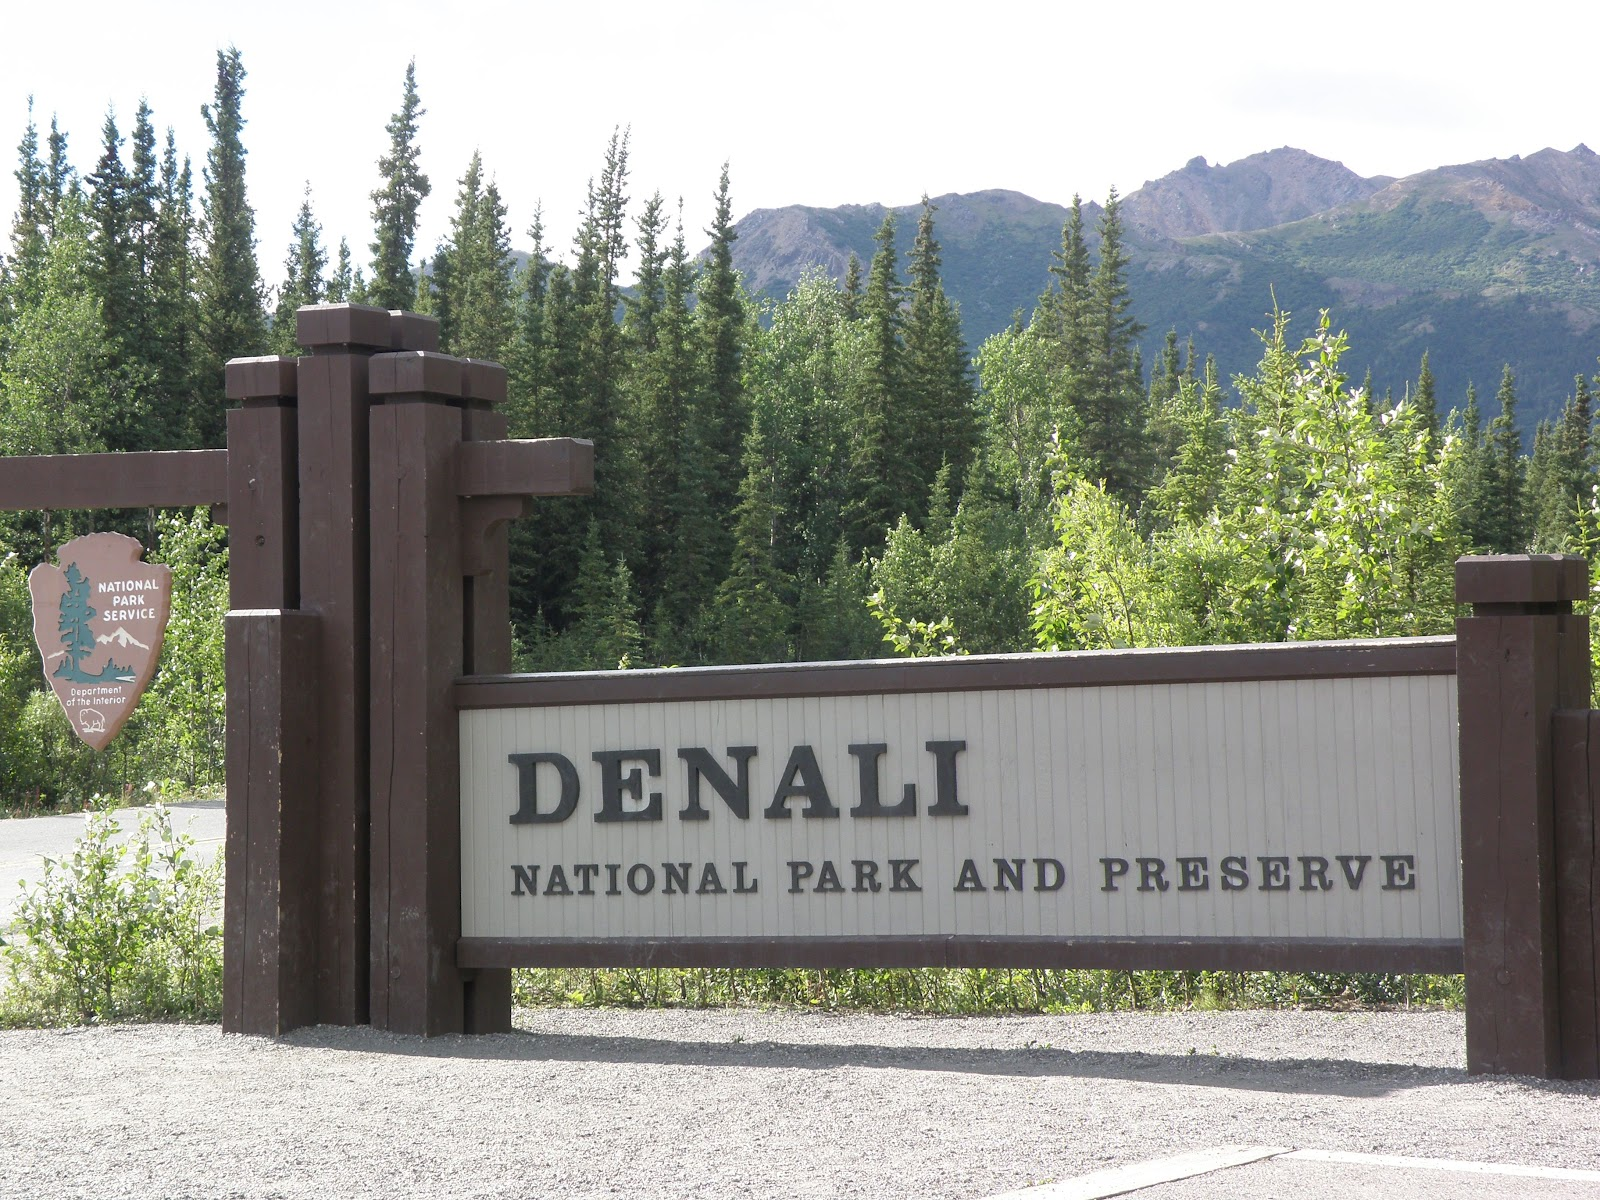 NATIONAL
PARK
SERVICE
Department
of the Interior
DENALI
NATIONAL PARK AND PRESERVE